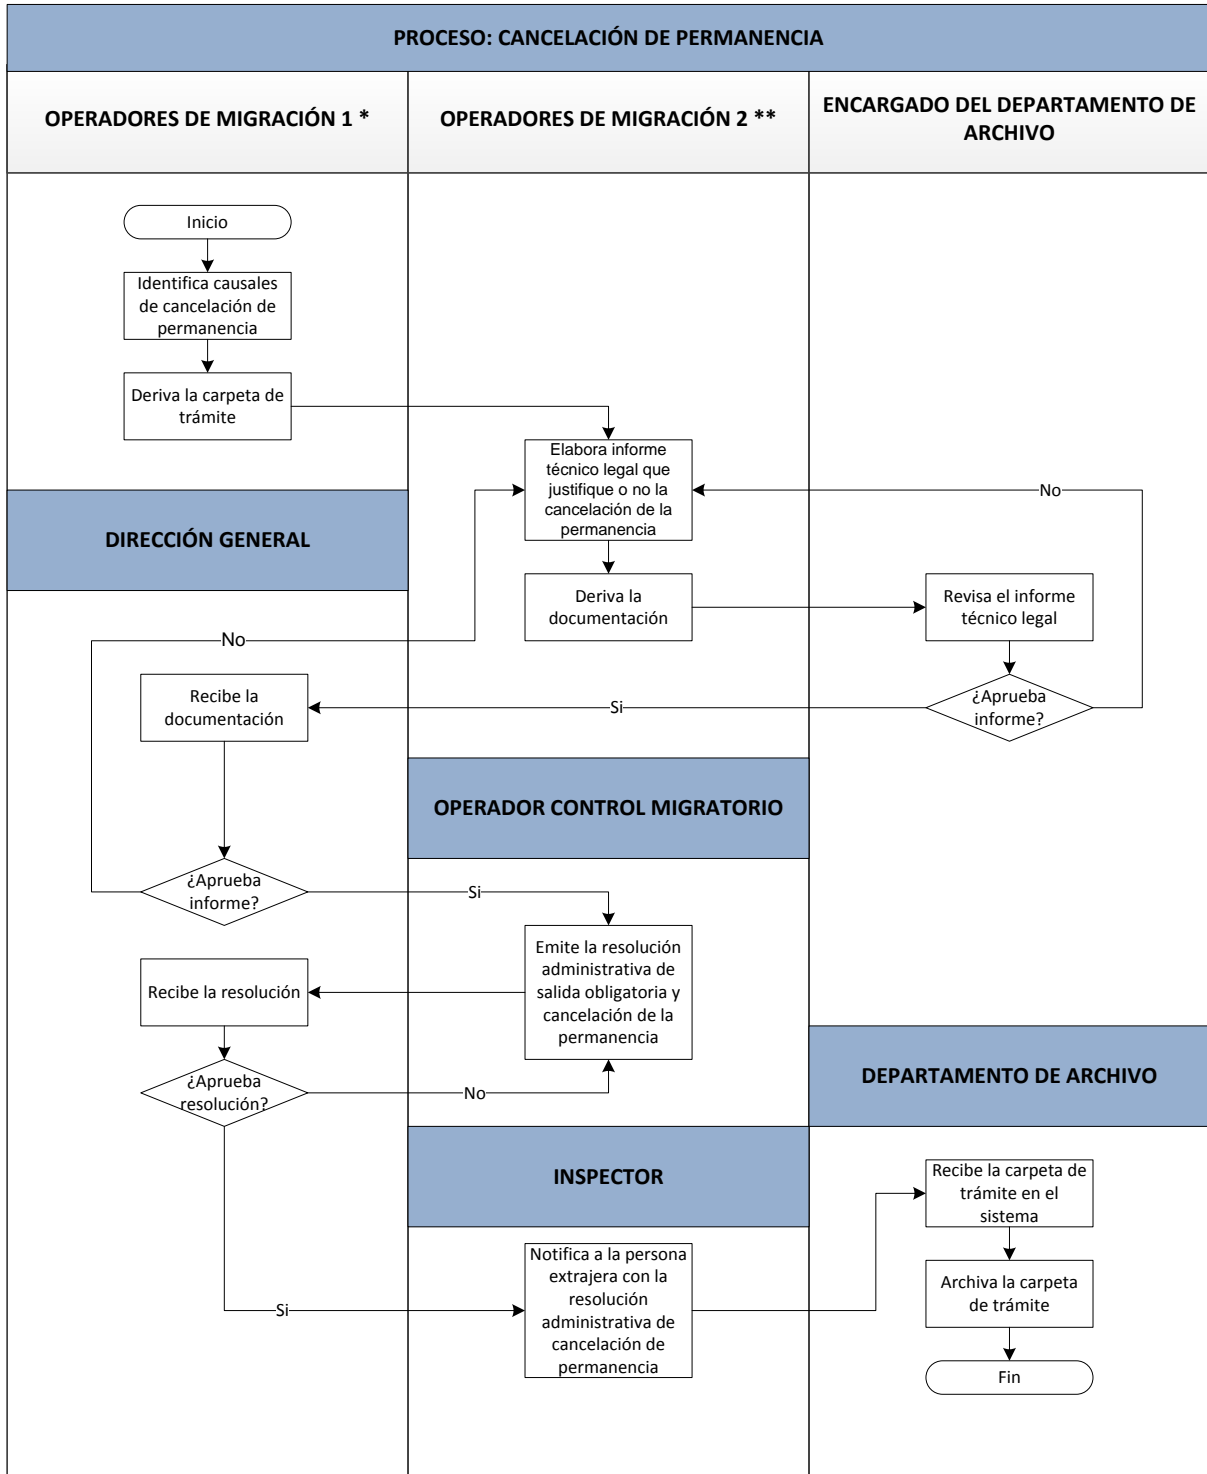 PROCESO: CANCELACIÓN DE PERMANENCIA
OPERADORES DE MIGRACIÓN 1 *
OPERADORES DE MIGRACIÓN 2 **
ENCARGADO DEL DEPARTAMENTO DE
ARCHIVO
Inicio
Identifica causales
de cancelación de
permanencia
Deriva la carpeta de
trámite
Elabora informe
técnico legal que
justifique o no la
cancelación de la
permanencia
No
DIRECCIÓN GENERAL
Deriva la
documentación
Revisa el informe
técnico legal
No
Recibe la
documentación
Si
¿Aprueba
informe?
OPERADOR CONTROL MIGRATORIO
¿Aprueba
informe?
Si
Emite la resolución
administrativa de
salida obligatoria y
cancelación de la
permanencia
Recibe la resolución
¿Aprueba
resolución?
No
DEPARTAMENTO DE ARCHIVO
INSPECTOR
Recibe la carpeta de
trámite en el
sistema
Notifica a la persona
extrajera con la
resolución
administrativa de
cancelación de
permanencia
Si
Archiva la carpeta
de trámite
Fin